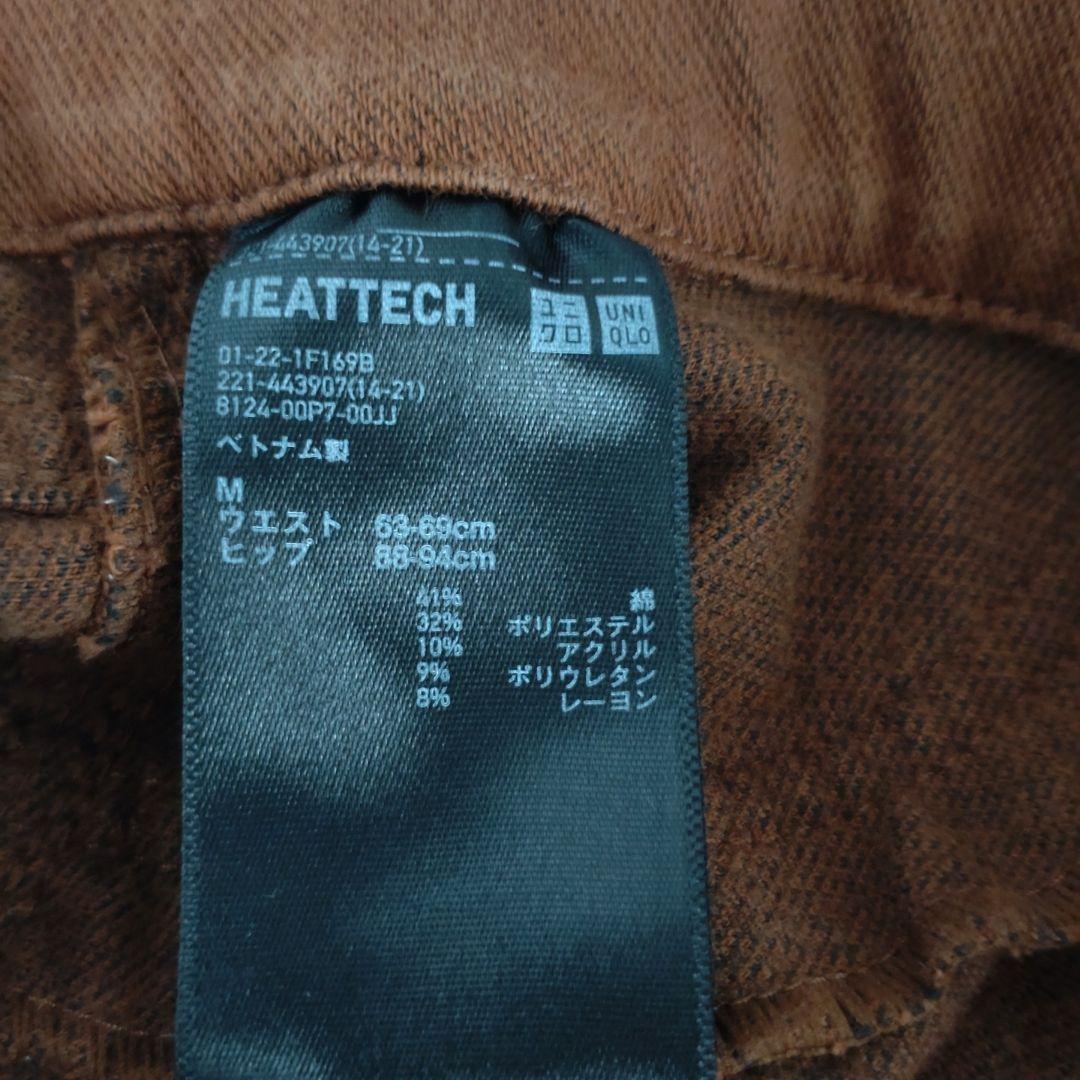 443907(14-21)
HEATTECH
ユニクロ
UNIQLO
01-22-1F169B
221-443907(14-21)
8124-00P7-00JJ
ベトナム製
M
ウエスト 63-69cm
ヒップ 88-94cm
41% 綿
32% ポリエステル
10% アクリル
9% ポリウレタン
8% レーヨン